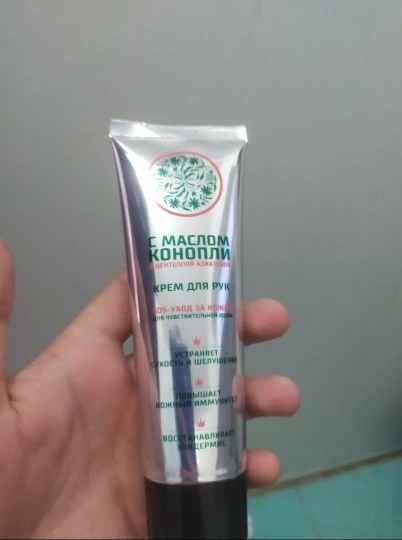 С МАСЛОМ
КОНОПЛИ
И ЦЕНТЕЛЛОЙ АЗИАТСКОЙ
КРЕМ ДЛЯ РУК
SOS-УХОД ЗА КОЖЕЙ
ДЛЯ ЧУВСТВИТЕЛЬНОЙ КОЖИ
УСТРАНЯЕТ
СУХОСТЬ И ШЕЛУШЕНИЕ
ПОВЫШАЕТ
КОЖНЫЙ ИММУНИТЕТ
ВОССТАНАВЛИВАЕТ
ЭПИДЕРМИС